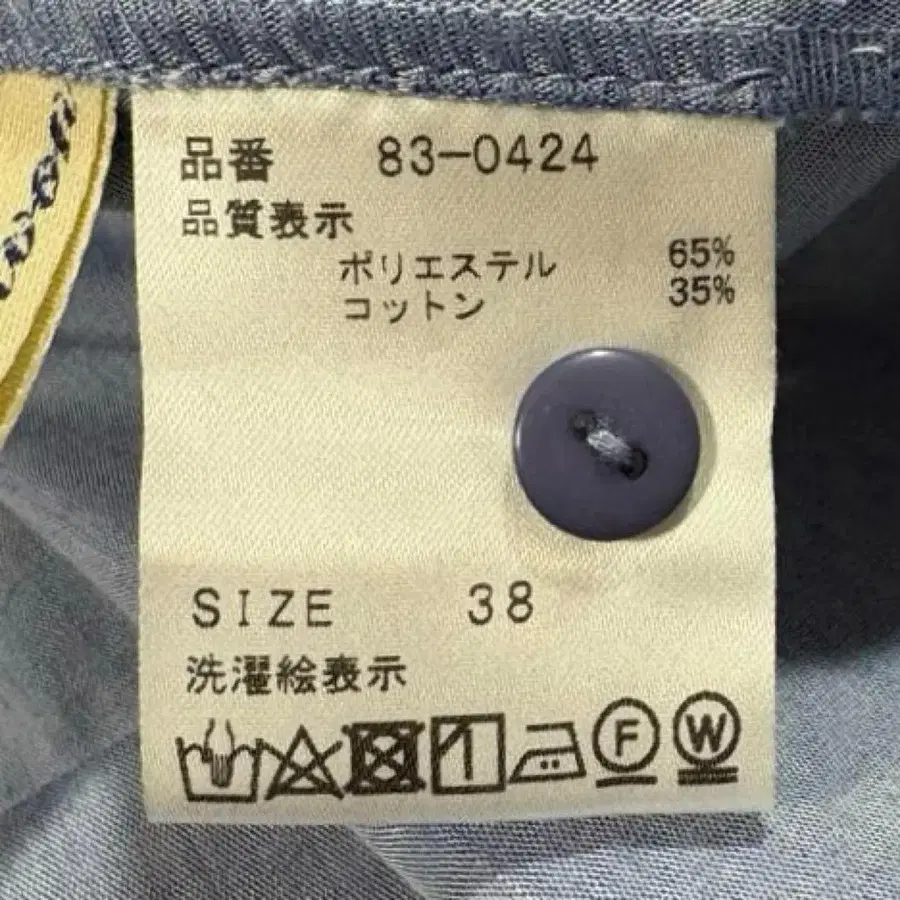 品番 83-0424
品質表示
ポリエステル 65%
コットン 35%
SIZE 38
洗濯絵表示
F W